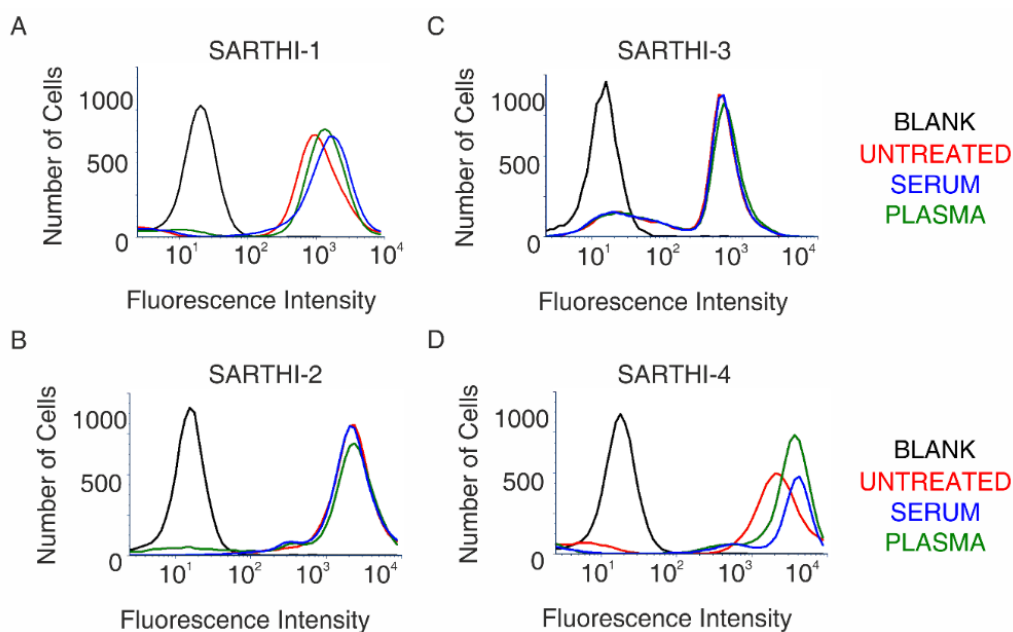 A
SARTHI-1
Number of Cells
1000
500
0
10¹ 10² 10³ 10⁴
Fluorescence Intensity
B
SARTHI-2
Number of Cells
1000
500
0
10¹ 10² 10³ 10⁴
Fluorescence Intensity
C
SARTHI-3
Number of Cells
1000
500
0
10¹ 10² 10³ 10⁴
Fluorescence Intensity
BLANK
UNTREATED
SERUM
PLASMA
D
SARTHI-4
Number of Cells
1000
500
0
10¹ 10² 10³ 10⁴
Fluorescence Intensity
BLANK
UNTREATED
SERUM
PLASMA